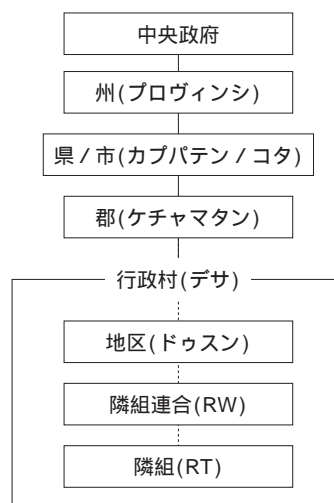 中央政府
州(プロヴィンシ)
県/市(カプパテン/コタ)
郡(ケチャマタン)
行政村(デサ)
地区(ドゥスン)
隣組連合(RW)
隣組(RT)